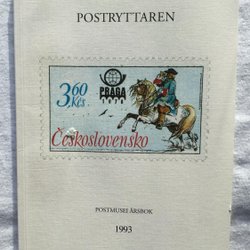 POSTRYTTAREN
3.60
Kčs
PRAGA
1978
Československo
POSTMUSEI ÅRSBOK
1993